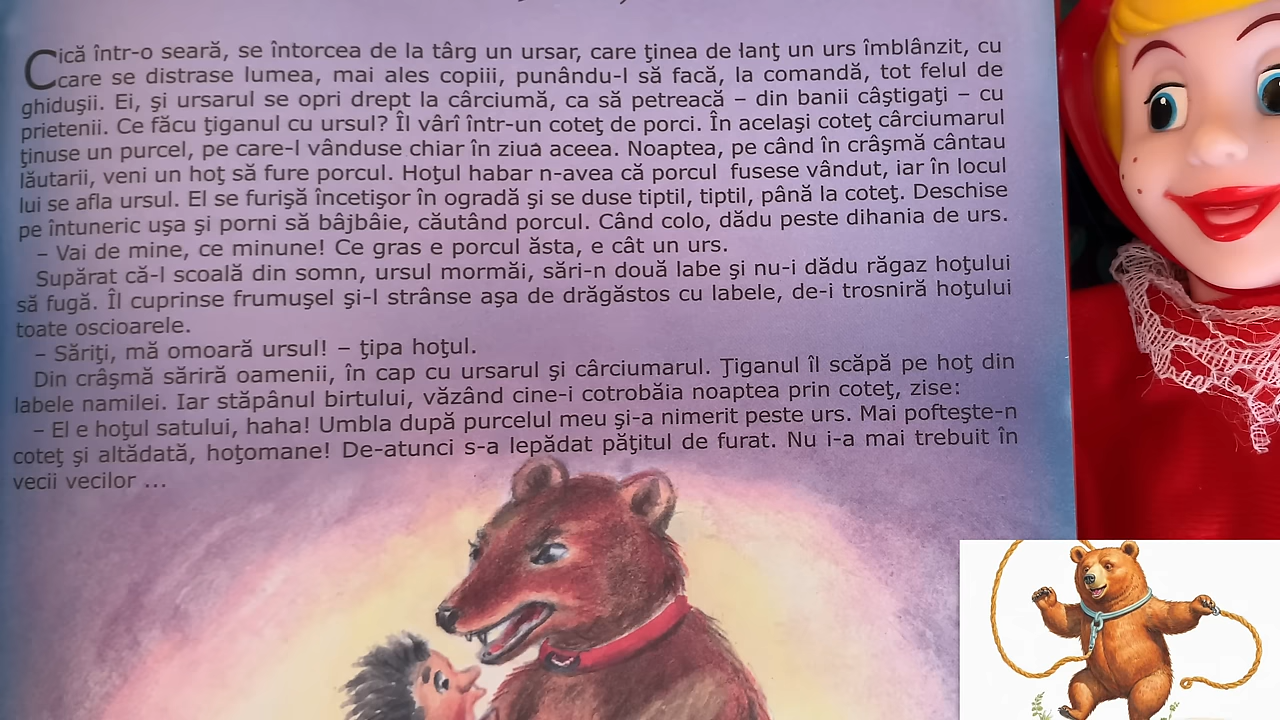 Cică într-o seară, se întorcea de la târg un ursar, care ţinea de lanţ un urs îmblânzit, cu
care se distrase lumea, mai ales copiii, punându-l să facă, la comandă, tot felul de
ghiduşii. Ei, şi ursarul se opri drept la cârciumă, ca să petreacă – din banii câştigaţi – cu
prietenii. Ce făcu ţiganul cu ursul? Îl vârî într-un coteţ de porci. În acelaşi coteţ cârciumarul
ţinuse un purcel, pe care-l vânduse chiar în ziua aceea. Noaptea, pe când în crâşmă cântau
lăutarii, veni un hoţ să fure porcul. Hoţul habar n-avea că porcul fusese vândut, iar în locul
lui se afla ursul. El se furişă încetişor în ogradă şi se duse tiptil, tiptil, până la coteţ. Deschise
pe întuneric uşa şi porni să bâjbâie, căutând porcul. Când colo, dădu peste dihania de urs.
– Vai de mine, ce minune! Ce gras e porcul ăsta, e cât un urs.
Supărat că-l scoală din somn, ursul mormăi, sări-n două labe şi nu-i dădu răgaz hoţului
să fugă. Îl cuprinse frumuşel şi-l strânse aşa de drăgăstos cu labele, de-i trosniră hoţului
toate oscioarele.
– Săriţi, mă omoară ursul! – ţipa hoţul.
Din crâşmă săriră oamenii, în cap cu ursarul şi cârciumarul. Ţiganul îl scăpă pe hoţ din
labele namilei. Iar stăpânul birtului, văzând cine-i cotrobăia noaptea prin coteţ, zise:
– El e hoţul satului, haha! Umbla după purcelul meu şi-a nimerit peste urs. Mai pofteşte-n
coteţ şi altădată, hoţomane! De-atunci s-a lepădat păţitul de furat. Nu i-a mai trebuit în
vecii vecilor ...